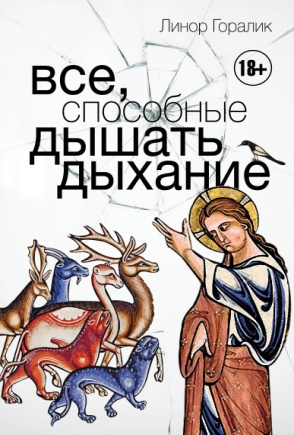 Линор Горалик
18+
все,
способные
дышать
дыхание